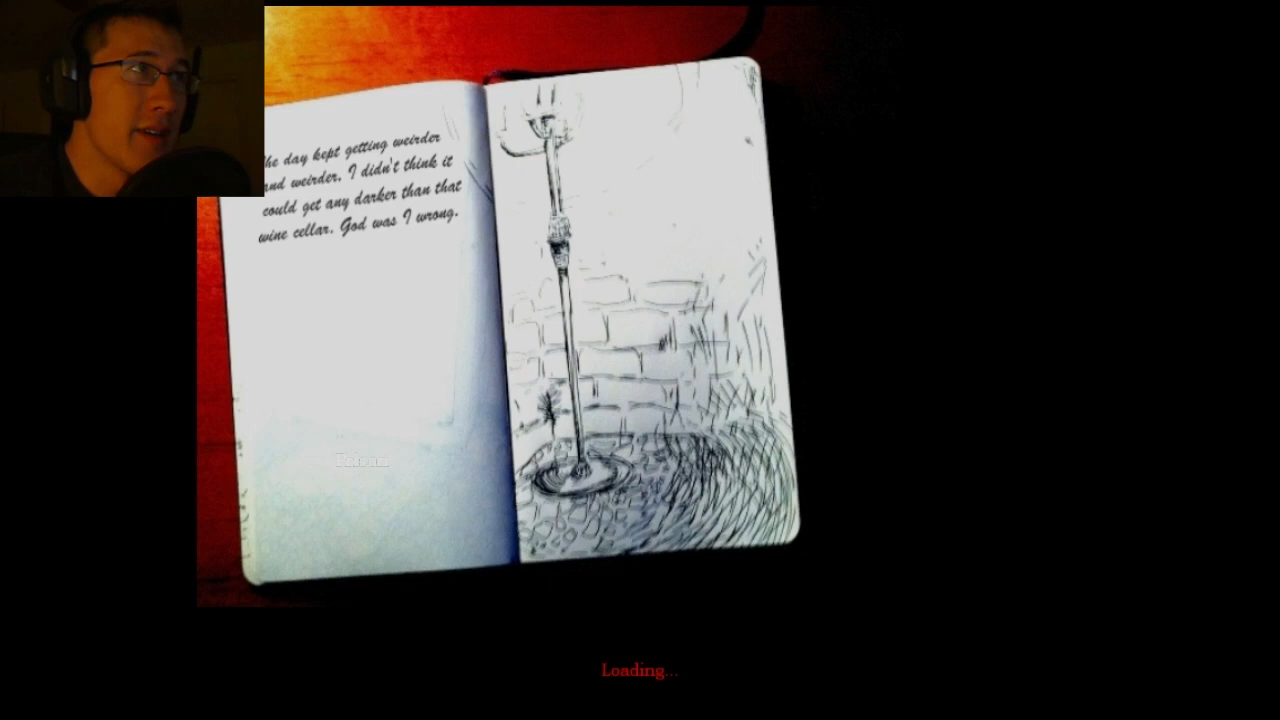 he day kept getting weirder
and weirder. I didn't think it
could get any darker than that
wine cellar. God was I wrong.
Loading...